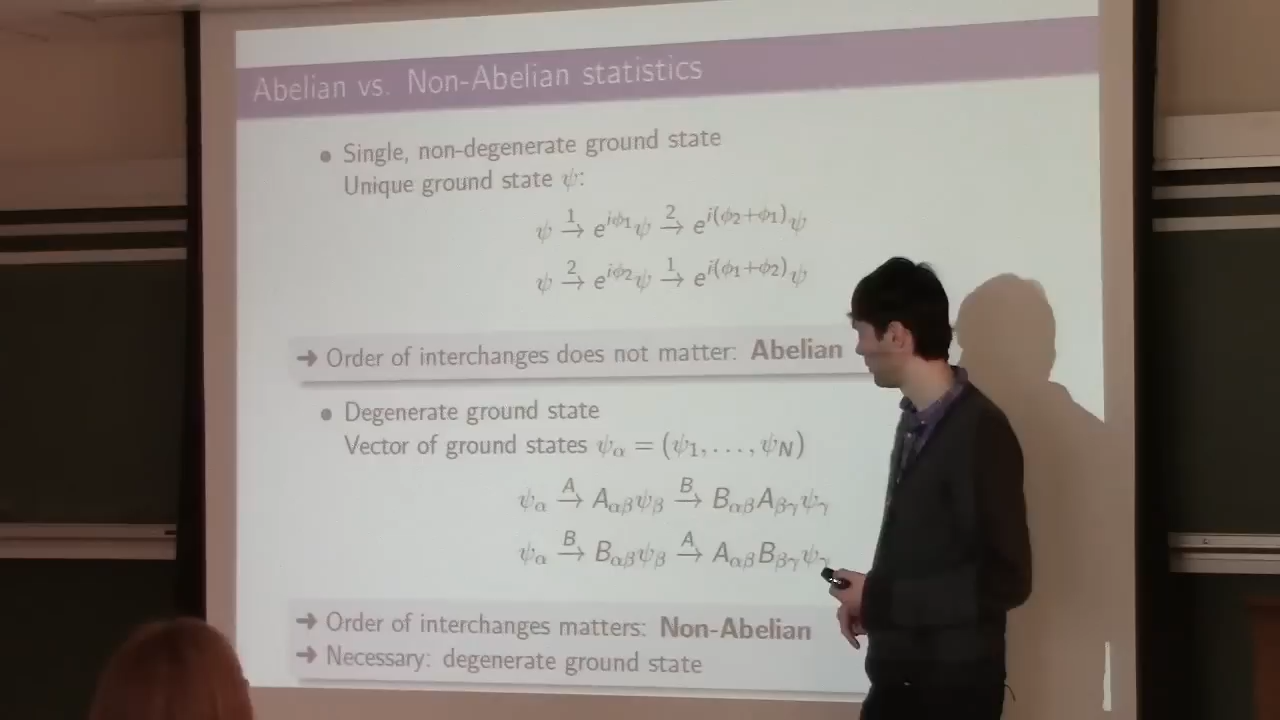 Abelian vs. Non-Abelian statistics
• Single, non-degenerate ground state
Unique ground state ψ:
ψ →¹ e^{iϕ₁}ψ →² e^{i(ϕ₂+ϕ₁)}ψ
ψ →² e^{iϕ₂}ψ →¹ e^{i(ϕ₁+ϕ₂)}ψ
➔ Order of interchanges does not matter: Abelian
• Degenerate ground state
Vector of ground states ψ_α = (ψ₁, ..., ψ_N)
ψ_α →^A A_{αβ}ψ_β →^B B_{αβ}A_{βγ}ψ_γ
ψ_α →^B B_{αβ}ψ_β →^A A_{αβ}B_{βγ}ψ_γ
➔ Order of interchanges matters: Non-Abelian
➔ Necessary: degenerate ground state